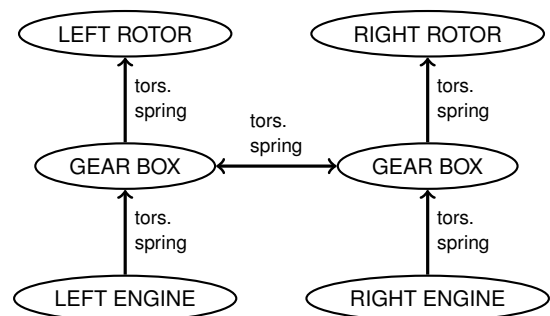 LEFT ROTOR
RIGHT ROTOR
tors.
spring
tors.
spring
tors.
spring
GEAR BOX
GEAR BOX
tors.
spring
tors.
spring
LEFT ENGINE
RIGHT ENGINE